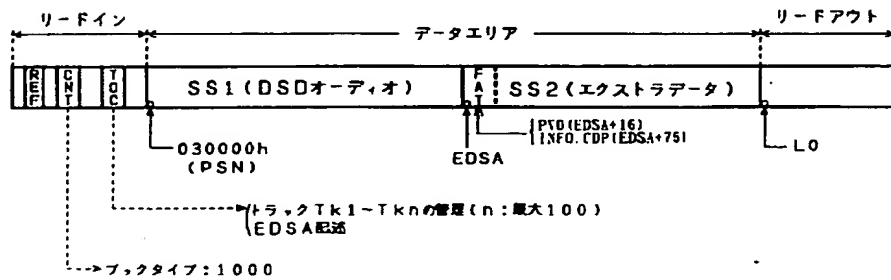 リードイン データエリア リードアウト
REF CNT TOC SS1(DSDオーディオ) FAT SS2(エクストラデータ)
030000h
(PSN)
EDSA
PVD(EDSA+16)
INFO.CDP(EDSA+75)
LO
トラックTk1~Tknの管理(n:最大100)
EDSA記述
ブックタイプ:1000